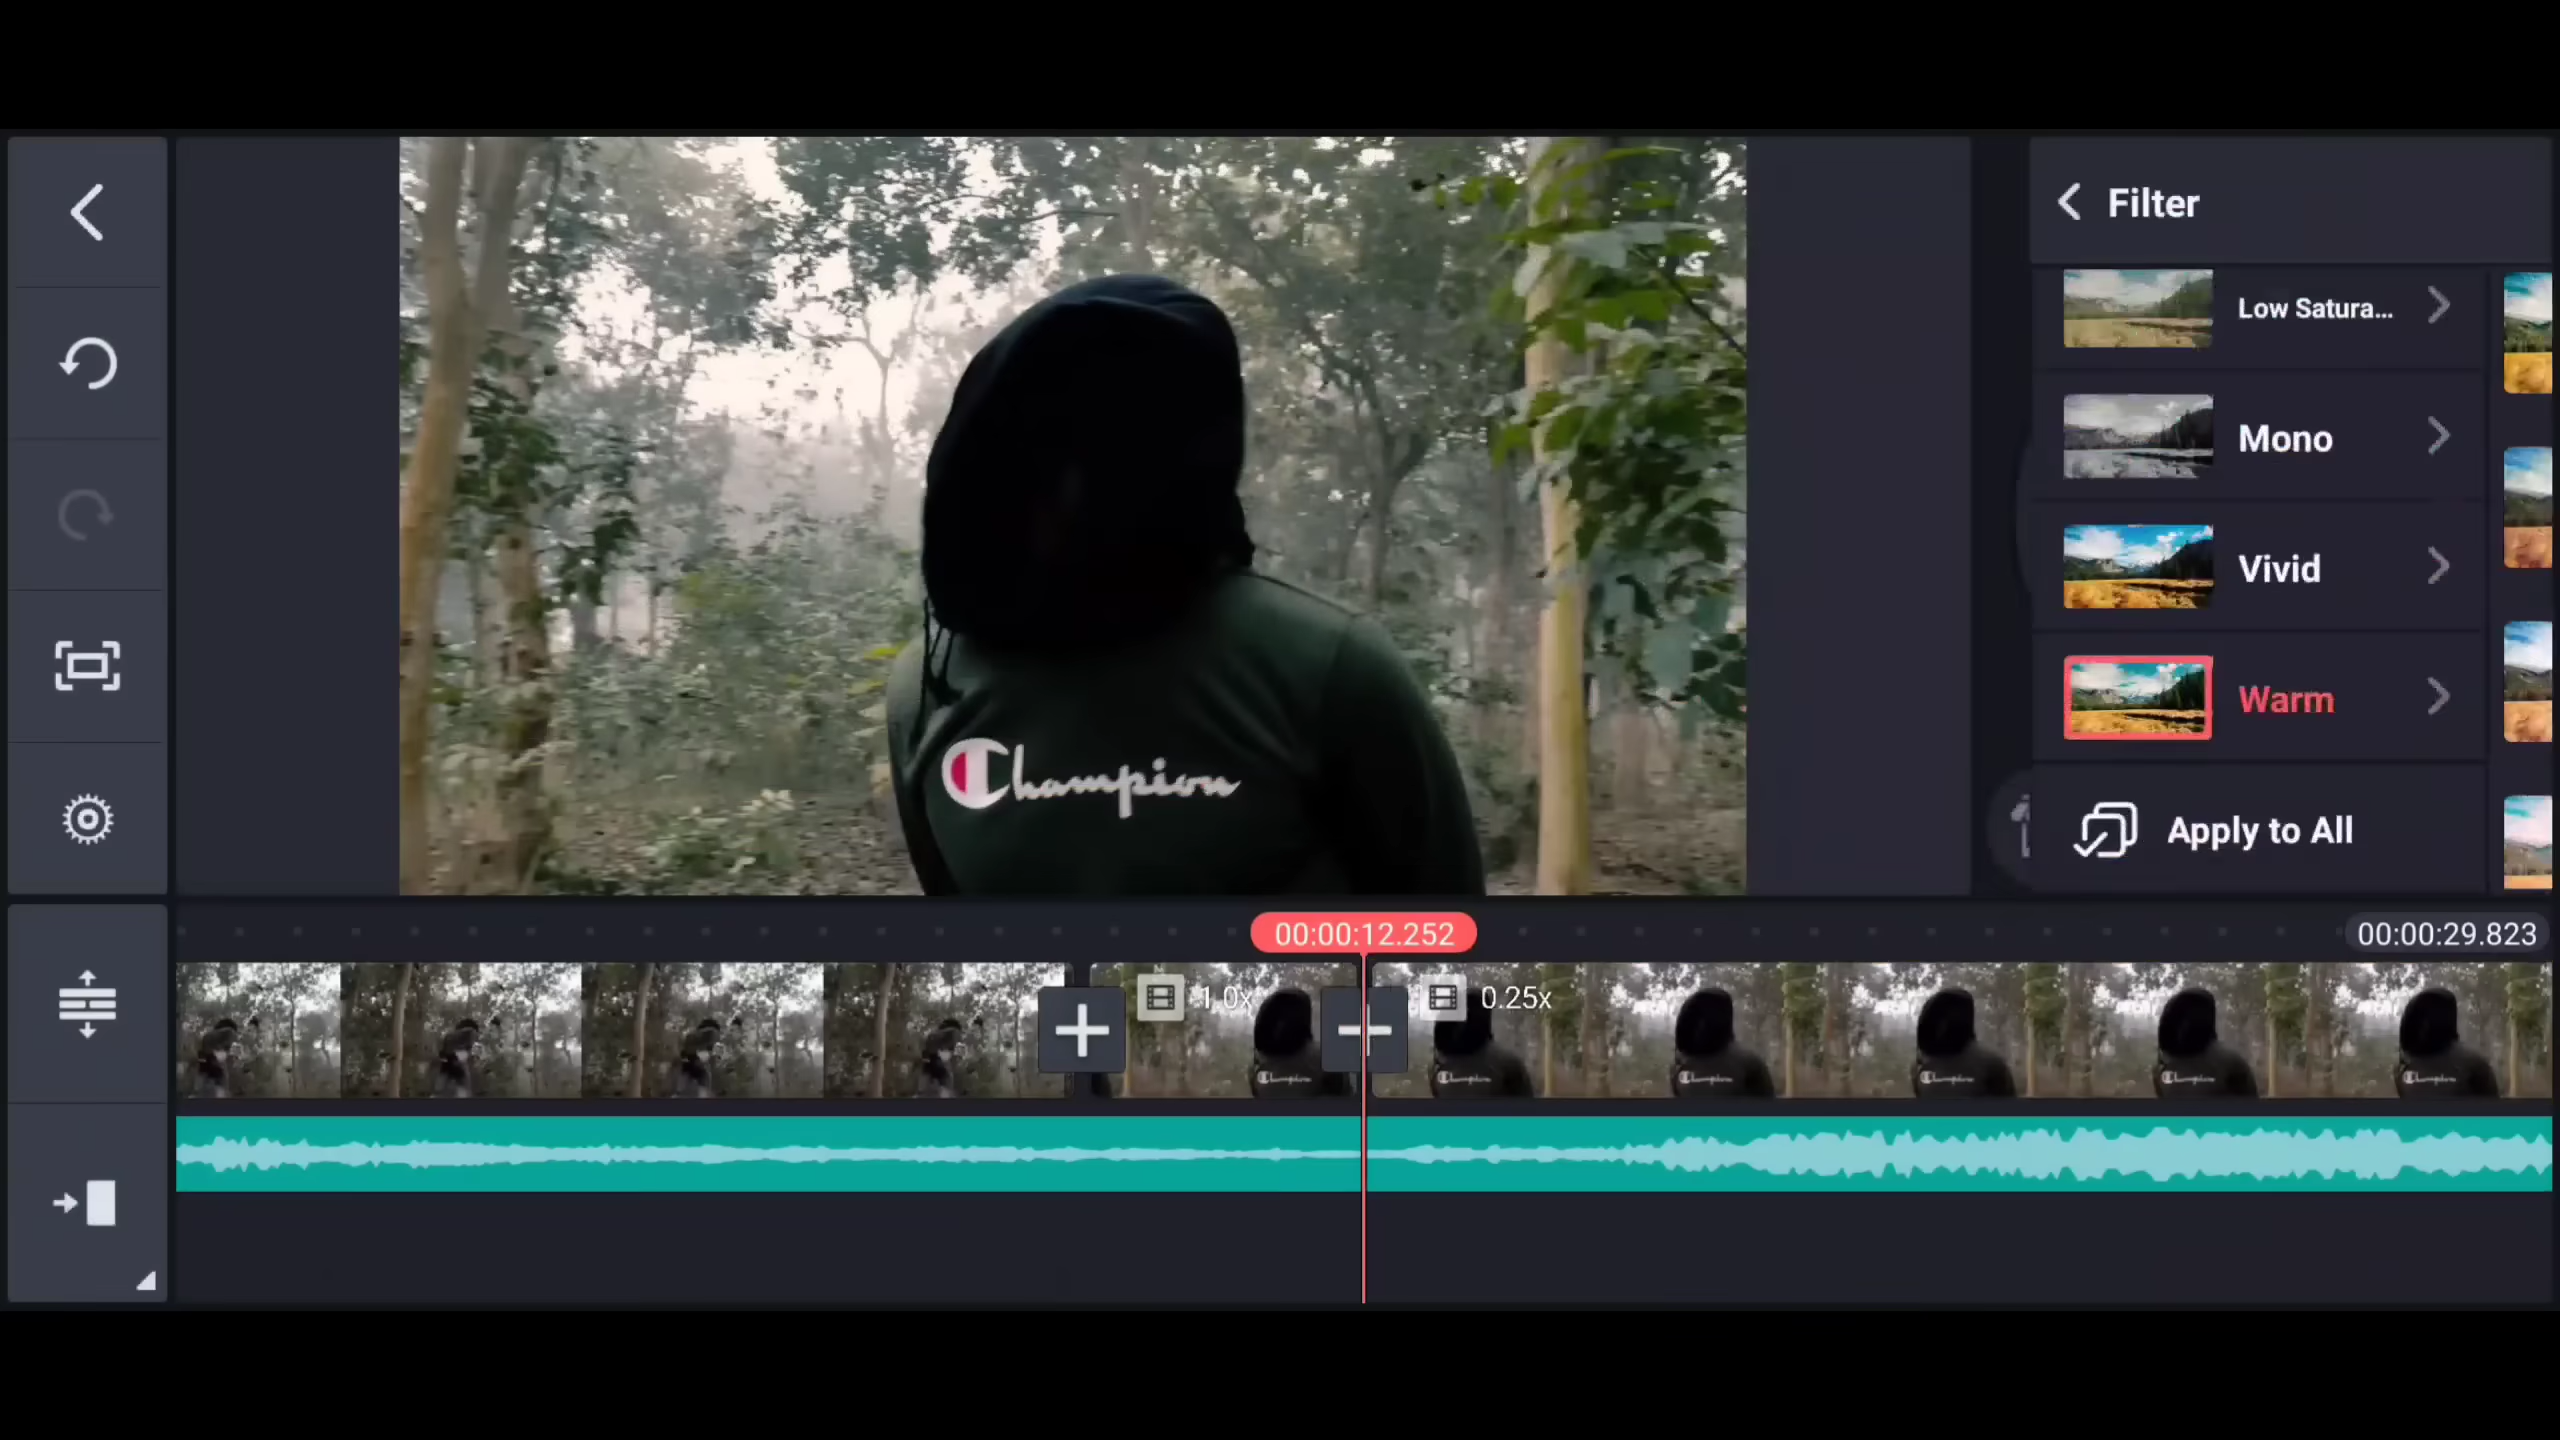 Filter
Low Satura...
Mono
Vivid
Warm
Apply to All
Champion
00:00:12.252
00:00:29.823
1.0x
0.25x